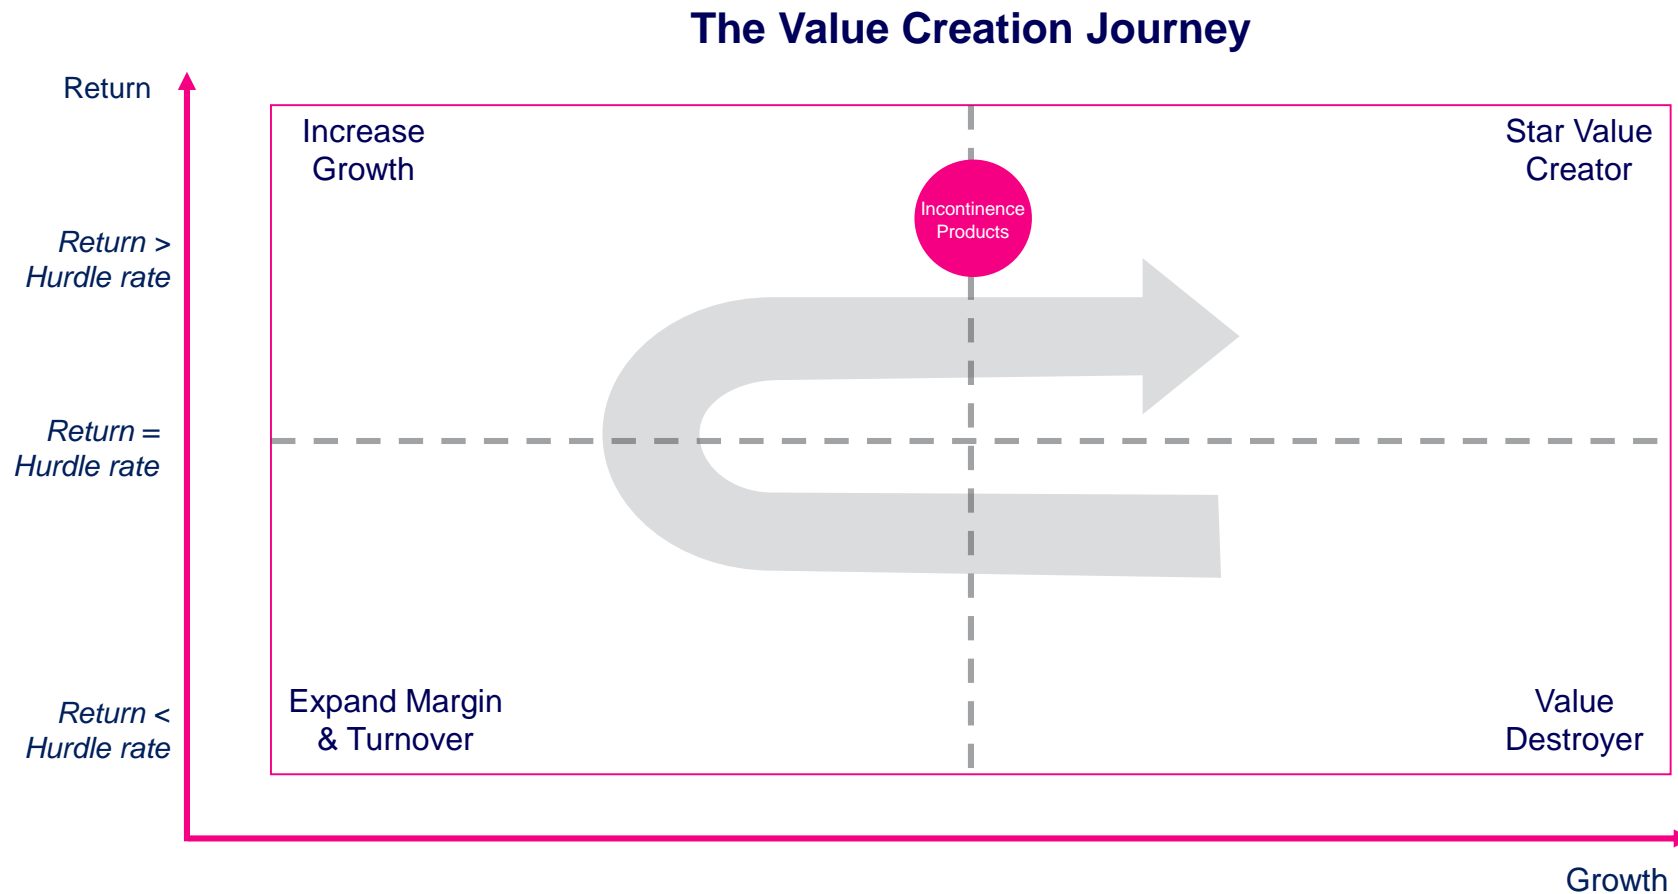 The Value Creation Journey
Return
Increase
Growth
Star Value
Creator
Incontinence
Products
Return >
Hurdle rate
Return =
Hurdle rate
Expand Margin
& Turnover
Value
Destroyer
Return <
Hurdle rate
Growth